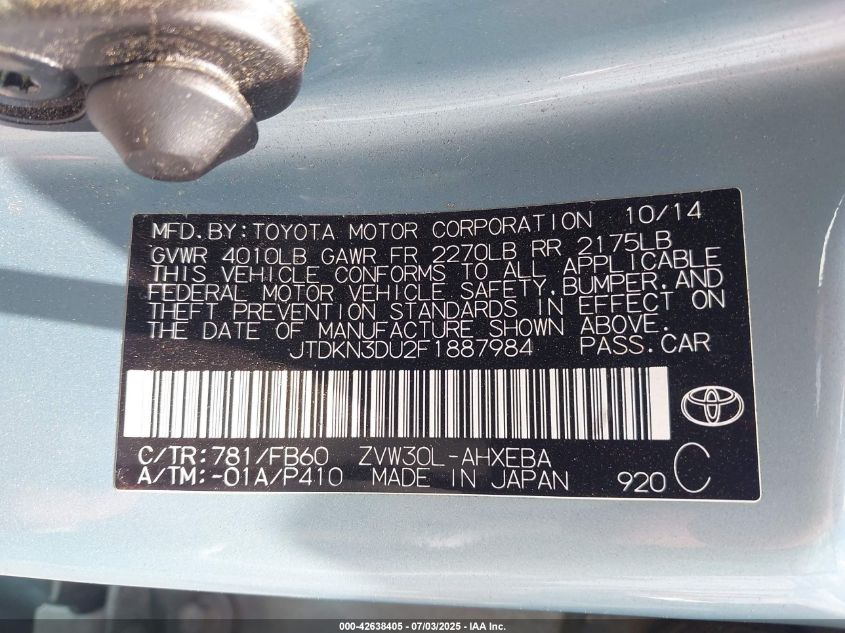 MFD.BY:TOYOTA MOTOR CORPORATION 10/14
GVWR 4010LB GAWR FR 2270LB RR 2175LB
THIS VEHICLE CONFORMS TO ALL APPLICABLE
FEDERAL MOTOR VEHICLE SAFETY,BUMPER,AND
THEFT PREVENTION STANDARDS IN EFFECT ON
THE DATE OF MANUFACTURE SHOWN ABOVE.
JTDKN3DU2F1887984 PASS.CAR
C/TR:781/FB60 ZVW30L-AHXEBA
A/TM:-01A/P410 MADE IN JAPAN 920 C
000-42638405 - 07/03/2025 - IAA Inc.